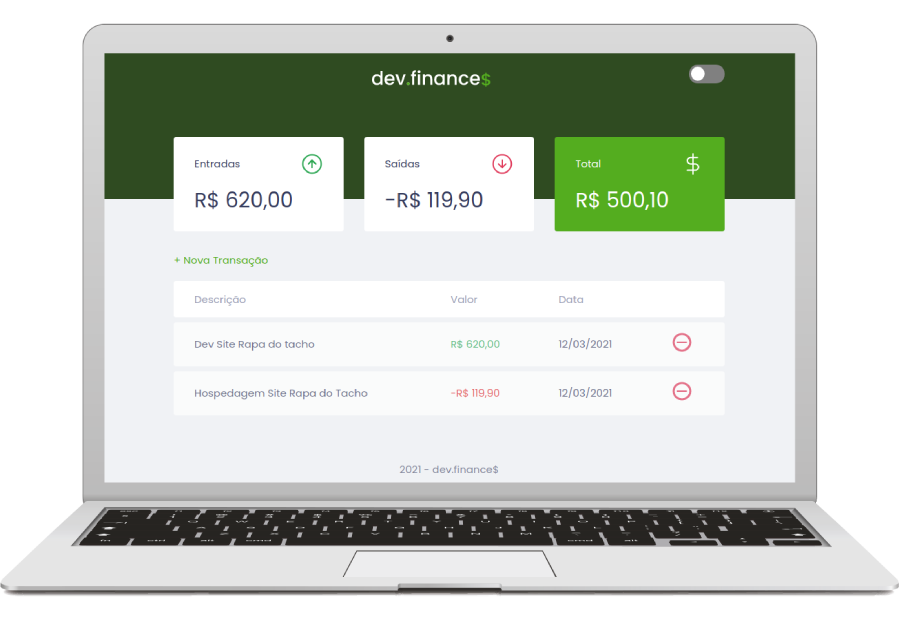 dev.finance$
Entradas
R$ 620,00
Saídas
-R$ 119,90
Total
$
R$ 500,10
+ Nova Transação
Descrição Valor Data
Dev Site Rapa do tacho R$ 620,00 12/03/2021
Hospedagem Site Rapa do Tacho -R$ 119,90 12/03/2021
2021 - dev.finance$